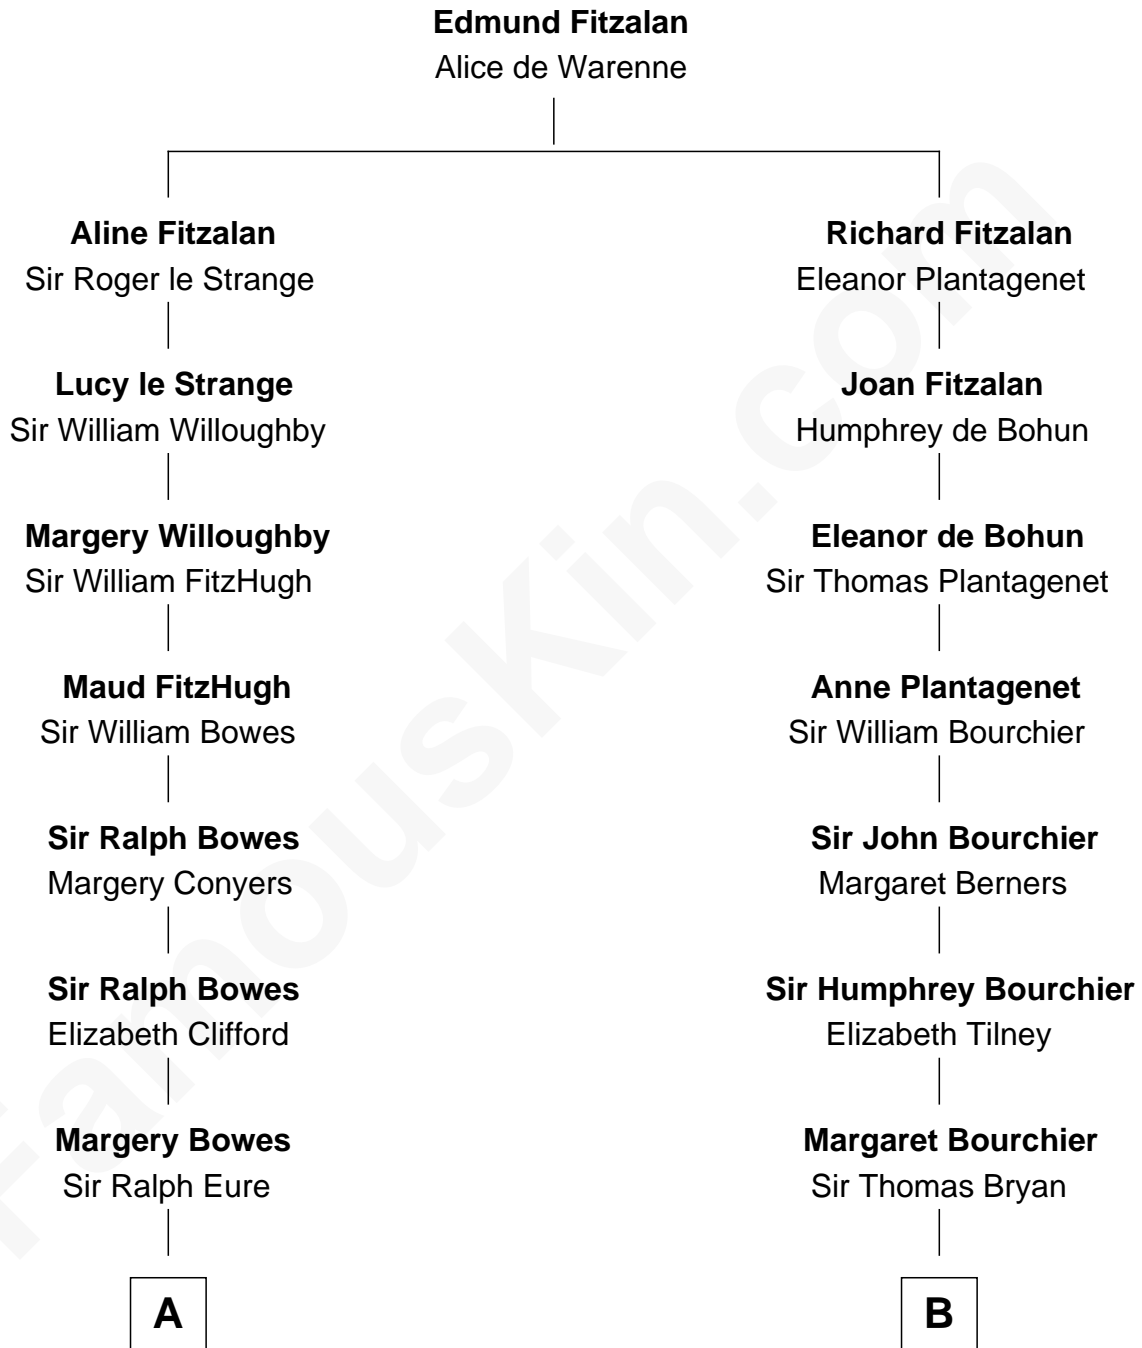 Edmund Fitzalan
Alice de Warenne
Aline Fitzalan
Sir Roger le Strange
Richard Fitzalan
Eleanor Plantagenet
Lucy le Strange
Sir William Willoughby
Joan Fitzalan
Humphrey de Bohun
Margery Willoughby
Sir William FitzHugh
Eleanor de Bohun
Sir Thomas Plantagenet
Maud FitzHugh
Sir William Bowes
Anne Plantagenet
Sir William Bourchier
Sir Ralph Bowes
Margery Conyers
Sir John Bourchier
Margaret Berners
Sir Ralph Bowes
Elizabeth Clifford
Sir Humphrey Bourchier
Elizabeth Tilney
Margery Bowes
Sir Ralph Eure
Margaret Bourchier
Sir Thomas Bryan
A
B
FamousKin.com